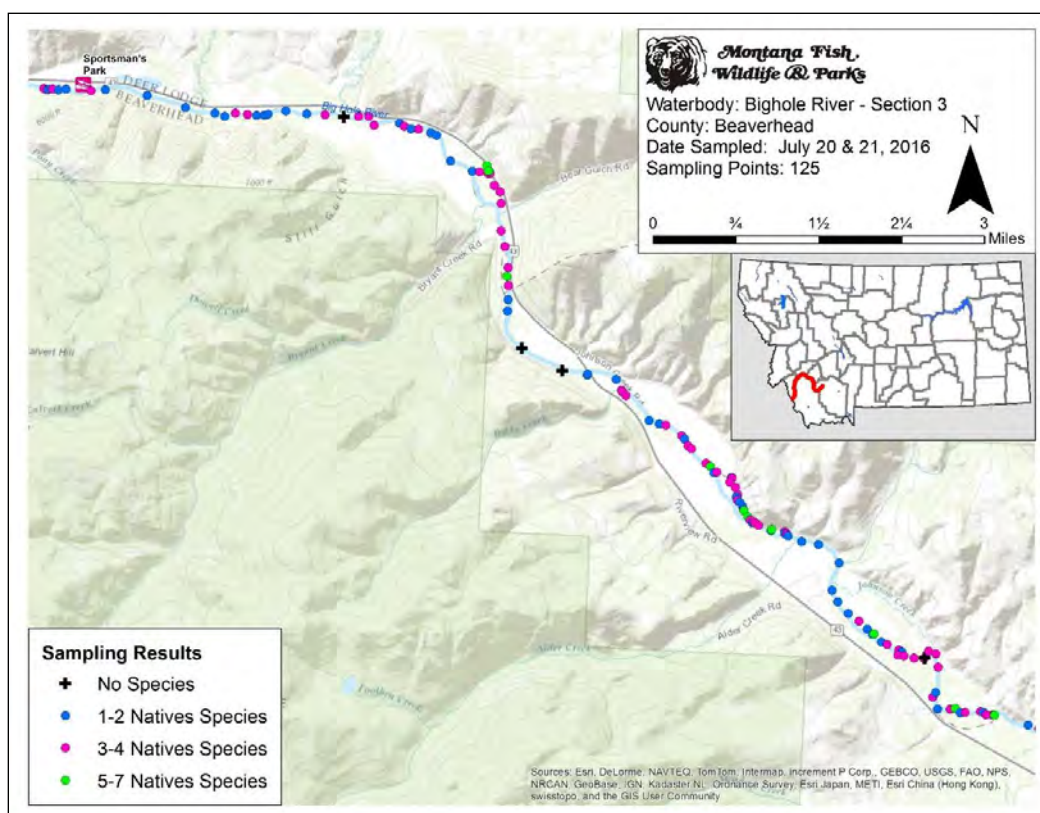 Sportsman's
Park
DEER LODGE
BEAVERHEAD
Big Hole River
Bear Gulch Rd
Bryant Creek Rd
43
Riverview Rd
Alder Creek Rd
43
Johnson Creek
Alder Creek
Bryant Creek
Montana Fish,
Wildlife & Parks
Waterbody: Bighole River - Section 3
County: Beaverhead
Date Sampled: July 20 & 21, 2016
Sampling Points: 125
N
0 ¾ 1½ 2¼ 3
Miles
Sampling Results
No Species
1-2 Natives Species
3-4 Natives Species
5-7 Natives Species
Sources: Esri, DeLorme, NAVTEQ, TomTom, Intermap, increment P Corp., GEBCO, USGS, FAO, NPS,
NRCAN, GeoBase, IGN, Kadaster NL, Ordnance Survey, Esri Japan, METI, Esri China (Hong Kong),
swisstopo, and the GIS User Community